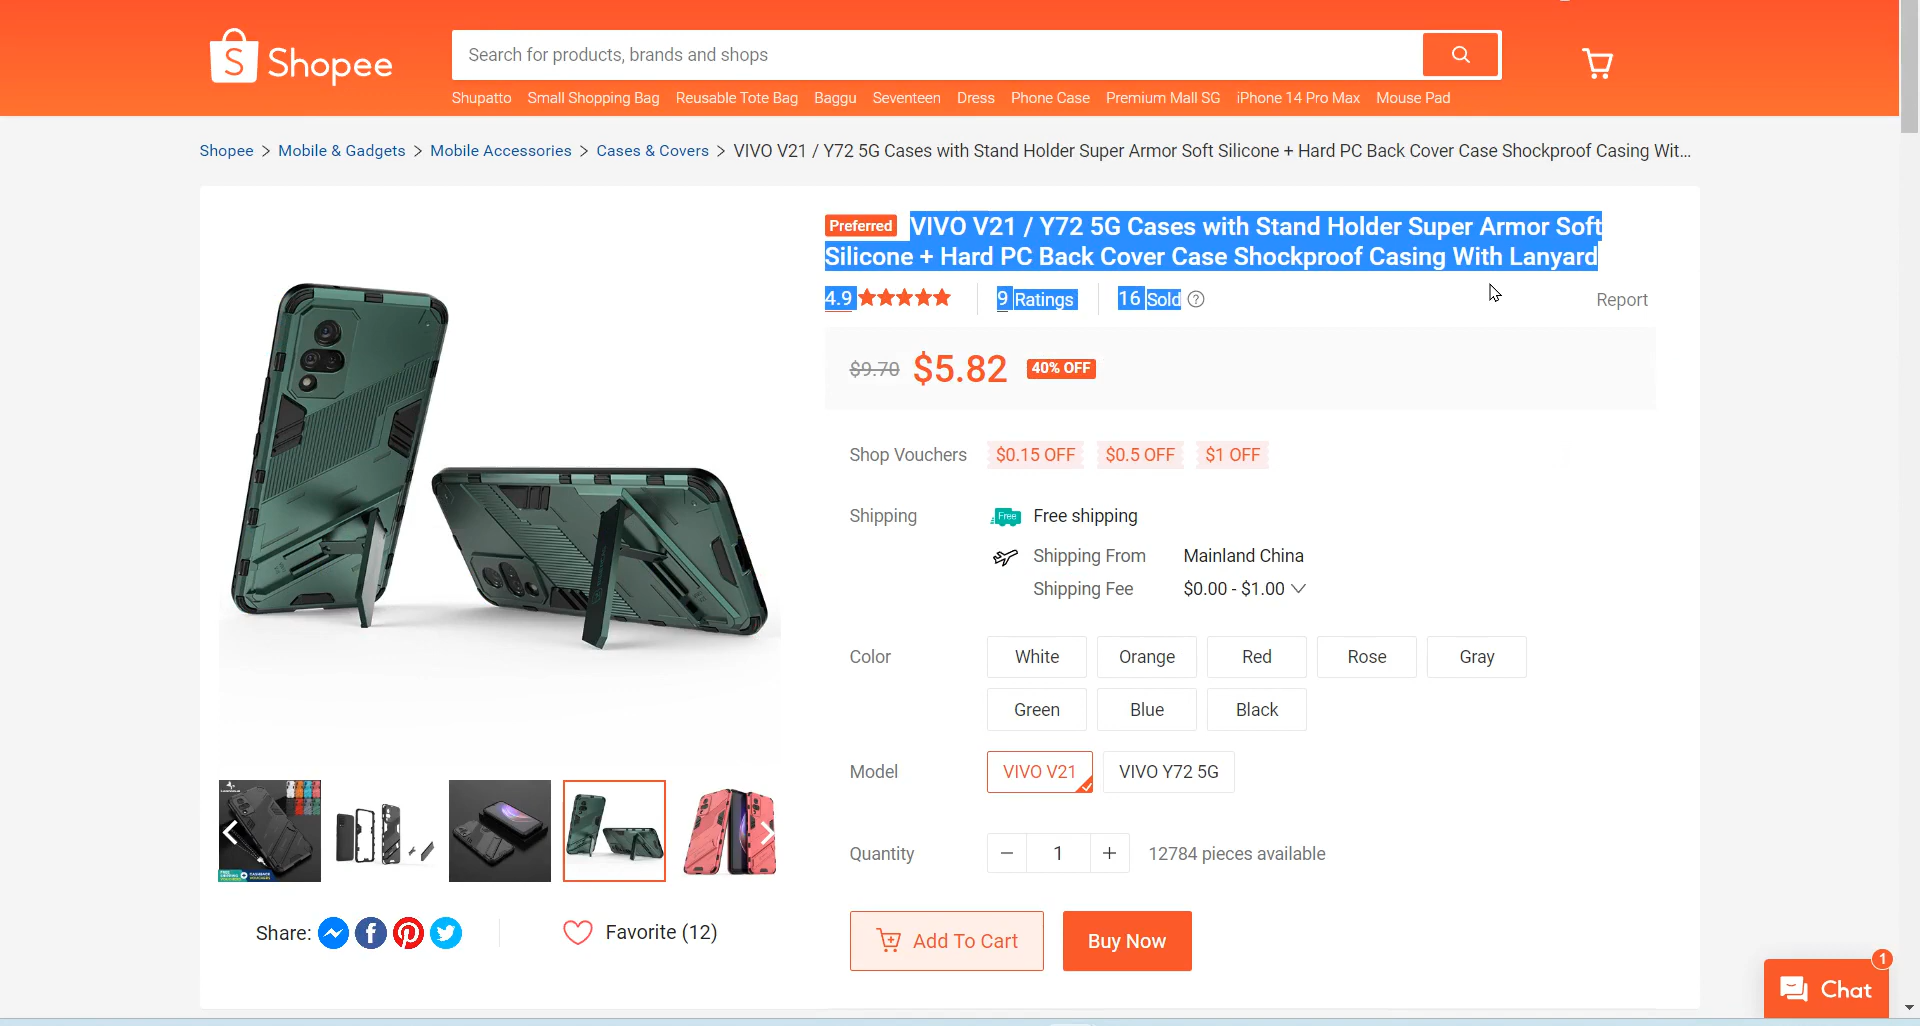 Shopee
Search for products, brands and shops
Shupatto Small Shopping Bag Reusable Tote Bag Baggu Seventeen Dress Phone Case Premium Mall SG iPhone 14 Pro Max Mouse Pad
Shopee > Mobile & Gadgets > Mobile Accessories > Cases & Covers > VIVO V21 / Y72 5G Cases with Stand Holder Super Armor Soft Silicone + Hard PC Back Cover Case Shockproof Casing Wit...
Preferred VIVO V21 / Y72 5G Cases with Stand Holder Super Armor Soft
Silicone + Hard PC Back Cover Case Shockproof Casing With Lanyard
4.9 9 Ratings 16 Sold ? Report
$9.70 $5.82 40% OFF
Shop Vouchers $0.15 OFF $0.5 OFF $1 OFF
Shipping Free Free shipping
Shipping From Mainland China
Shipping Fee $0.00 - $1.00
Color White Orange Red Rose Gray
Green Blue Black
Model VIVO V21 VIVO Y72 5G
Quantity − 1 + 12784 pieces available
Share: Favorite (12)
Add To Cart Buy Now
1
Chat